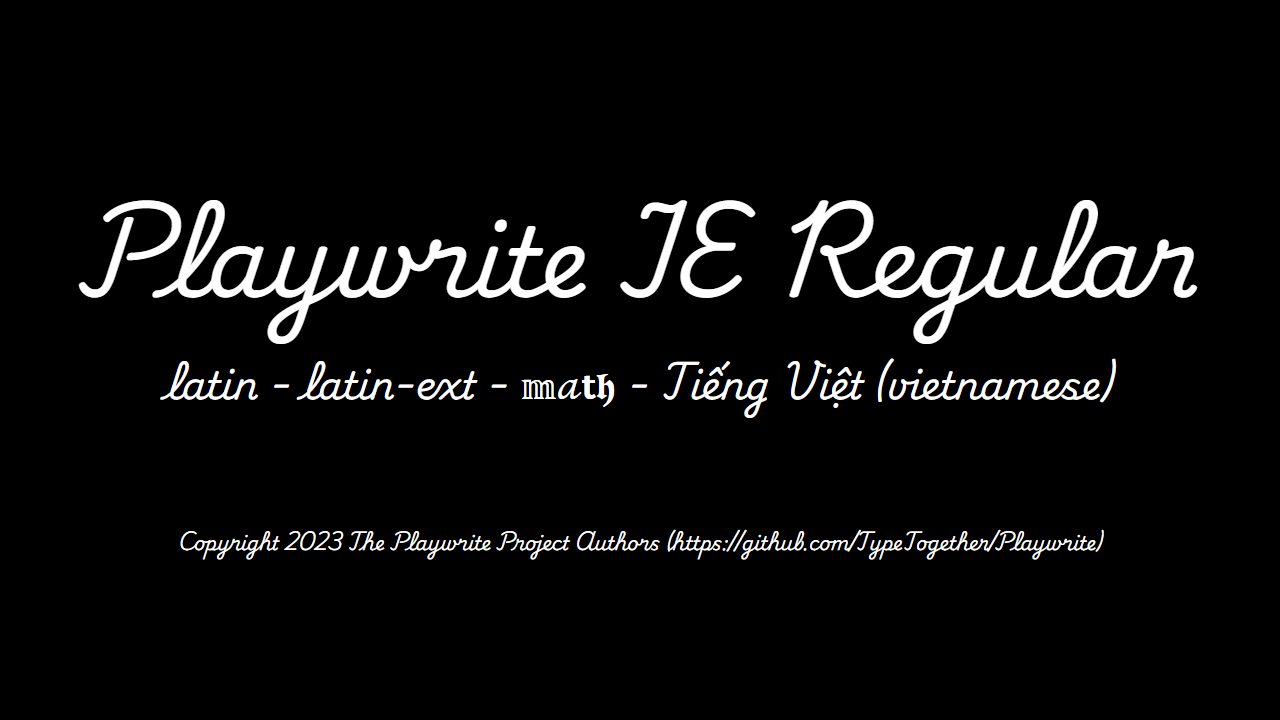 Playwrite IE Regular
latin - latin-ext - 𝕞𝑎𝐭𝖍 - Tiếng Việt (vietnamese)
Copyright 2023 The Playwrite Project Authors (https://github.com/TypeTogether/Playwrite)